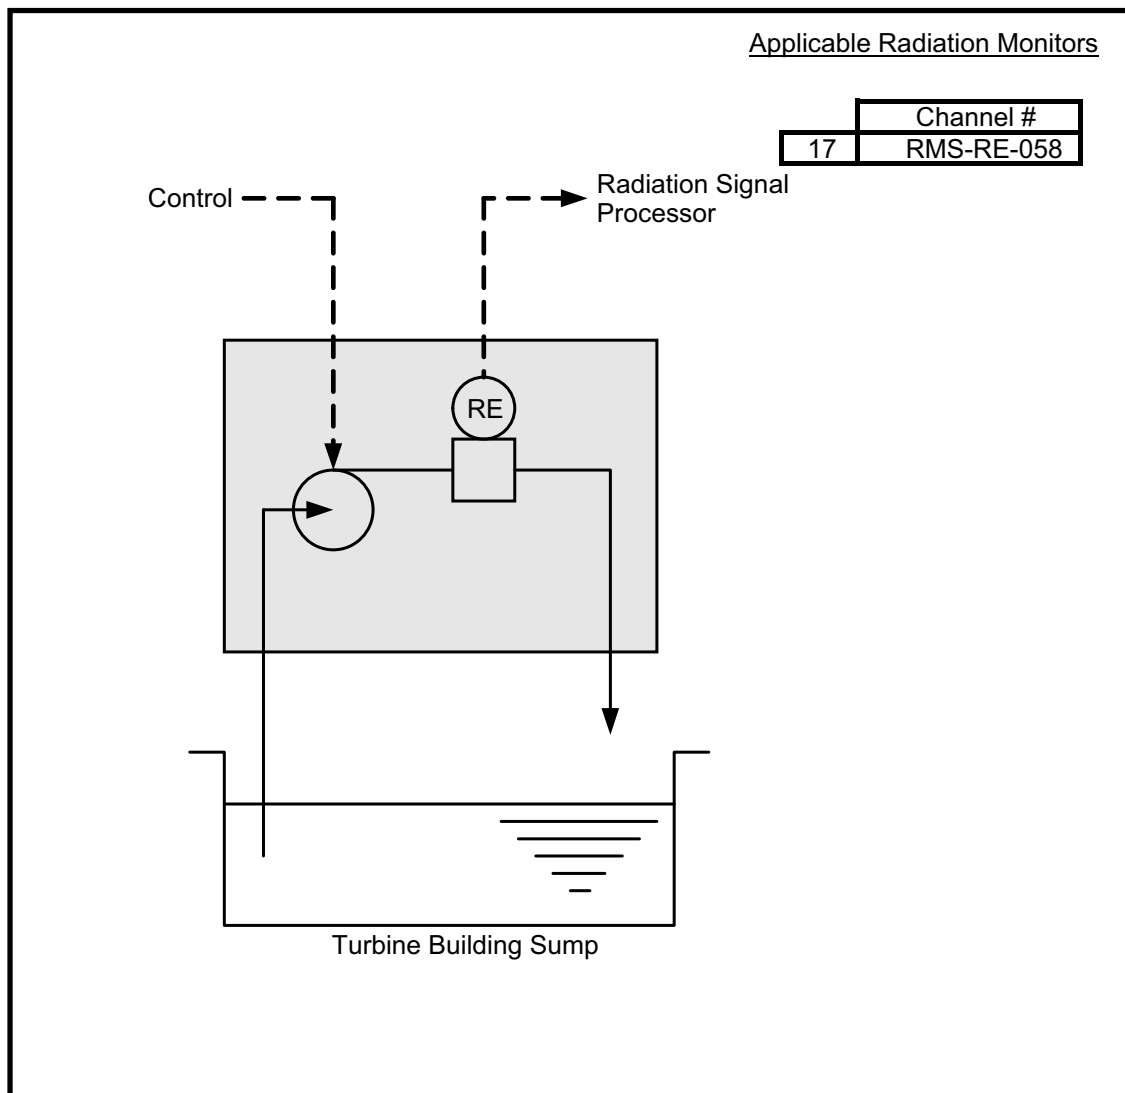 Applicable Radiation Monitors
Channel #
17 RMS-RE-058
Control
Radiation Signal
Processor
RE
Turbine Building Sump